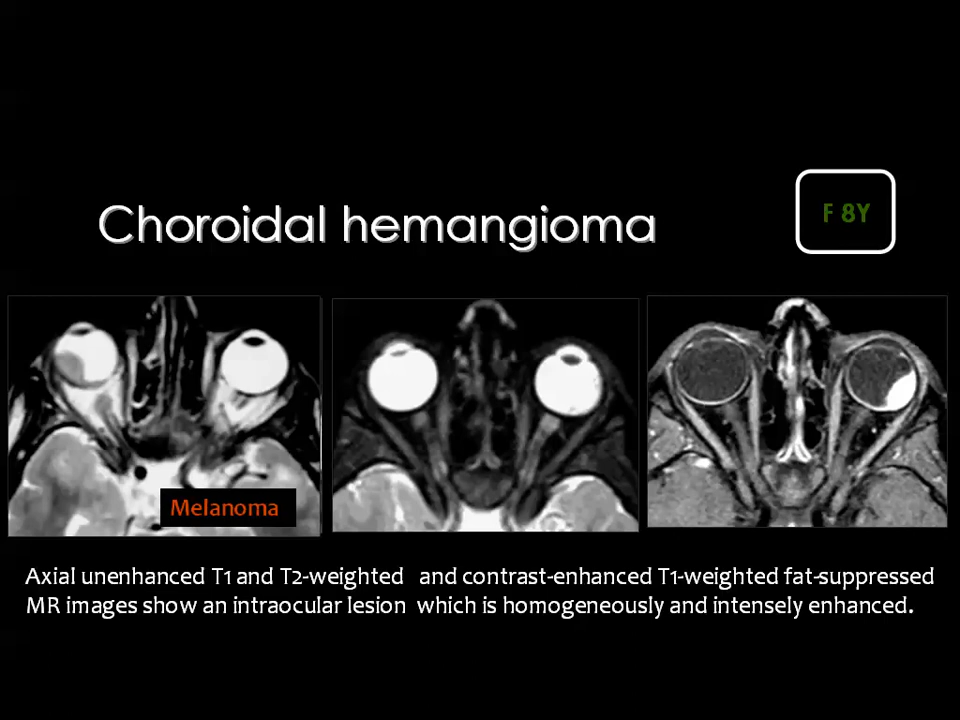 Choroidal hemangioma
F 8Y
Melanoma
Axial unenhanced T1 and T2-weighted and contrast-enhanced T1-weighted fat-suppressed
MR images show an intraocular lesion which is homogeneously and intensely enhanced.